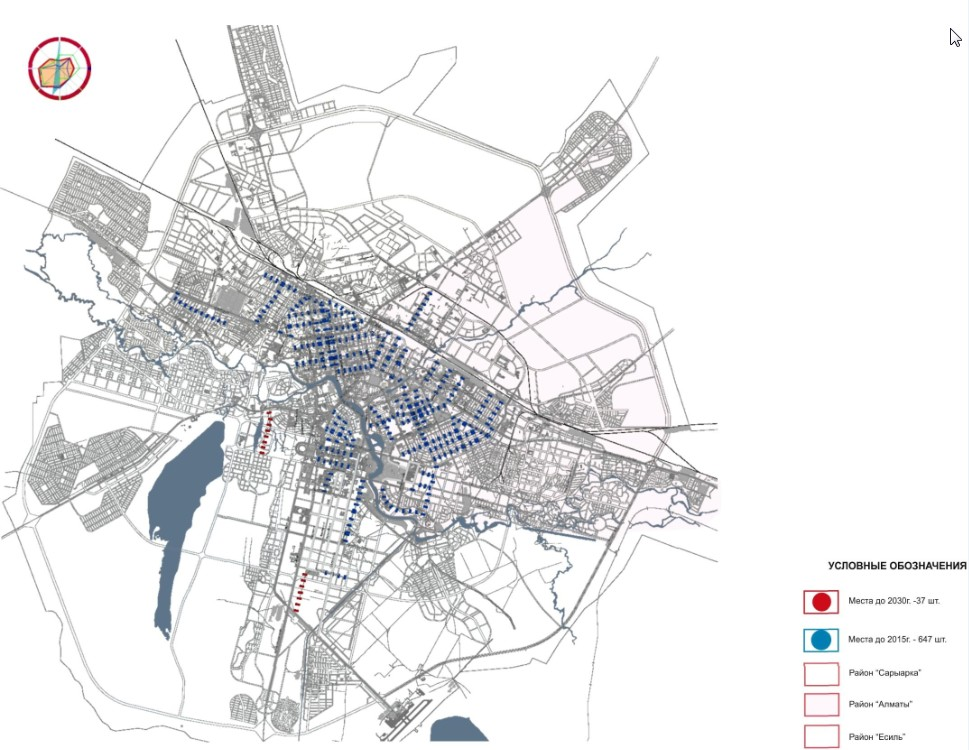 УСЛОВНЫЕ ОБОЗНАЧЕНИЯ
Места до 2030г. -37 шт.
Места до 2015г. - 647 шт.
Район "Сарыарка"
Район "Алматы"
Район "Есиль"